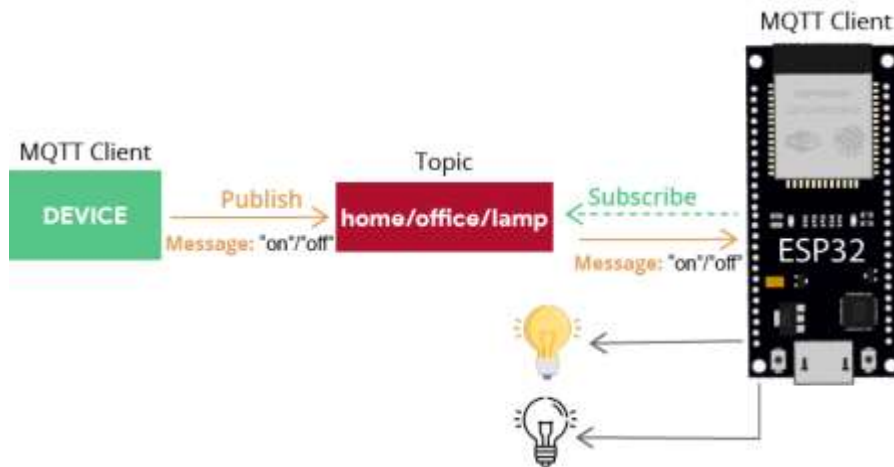 MQTT Client
MQTT Client
DEVICE
Publish
Message: "on"/"off"
Topic
home/office/lamp
Subscribe
Message: "on"/"off"
ESP32